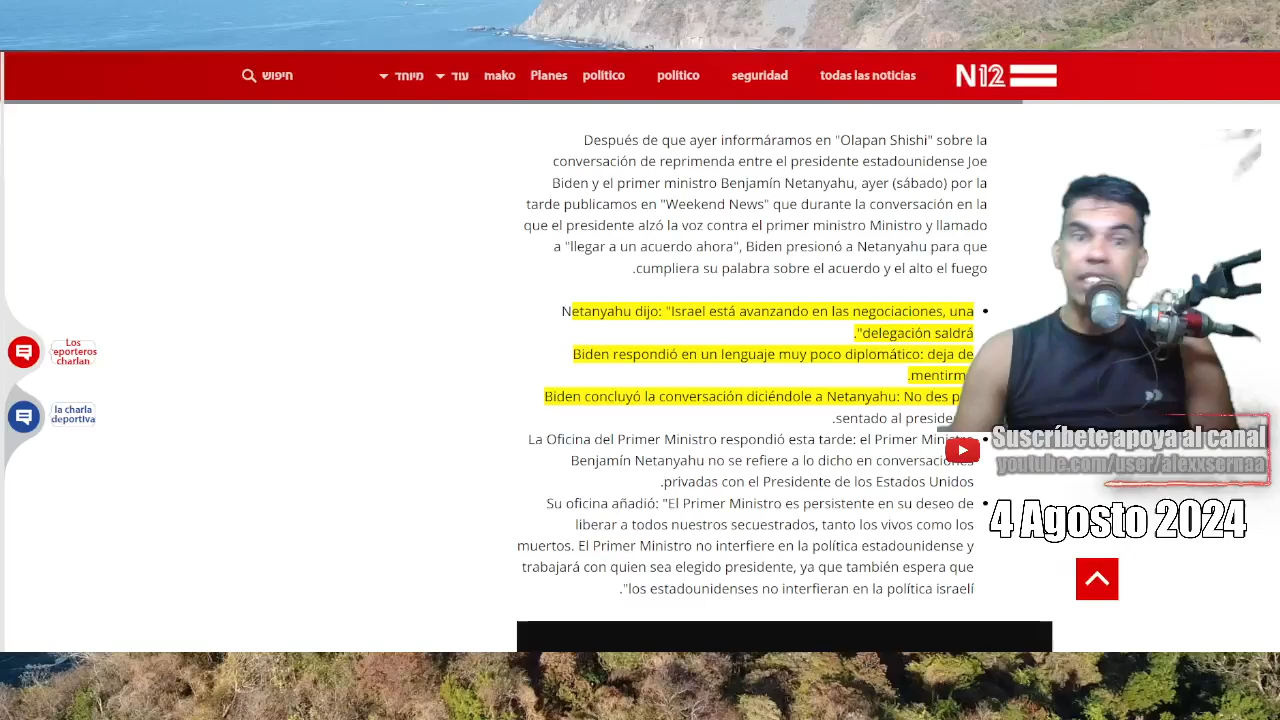 חיפוש
מיוחד
עוד
mako
Planes
político
politico
seguridad
todas las noticias
N12
Después de que ayer informáramos en "Olapan Shishi" sobre la
conversación de reprimenda entre el presidente estadounidense Joe
Biden y el primer ministro Benjamín Netanyahu, ayer (sábado) por la
tarde publicamos en "Weekend News" que durante la conversación en la
que el presidente alzó la voz contra el primer ministro Ministro y llamado
a "llegar a un acuerdo ahora", Biden presionó a Netanyahu para que
.cumpliera su palabra sobre el acuerdo y el alto el fuego
Netanyahu dijo: "Israel está avanzando en las negociaciones, una
."delegación saldrá
Biden respondió en un lenguaje muy poco diplomático: deja de
.mentirm
Biden concluyó la conversación diciéndole a Netanyahu: No des p
.sentado al preside
La Oficina del Primer Ministro respondió esta tarde: el Primer Ministro
Benjamín Netanyahu no se refiere a lo dicho en conversaciones
.privadas con el Presidente de los Estados Unidos
Su oficina añadió: "El Primer Ministro es persistente en su deseo de
liberar a todos nuestros secuestrados, tanto los vivos como los
muertos. El Primer Ministro no interfiere en la política estadounidense y
trabajará con quien sea elegido presidente, ya que también espera que
."los estadounidenses no interfieran en la política israelí
Los
reporteros
charlan
la charla
deportiva
Suscríbete apoya al canal
youtube.com/user/alexxsernaa
4 Agosto 2024